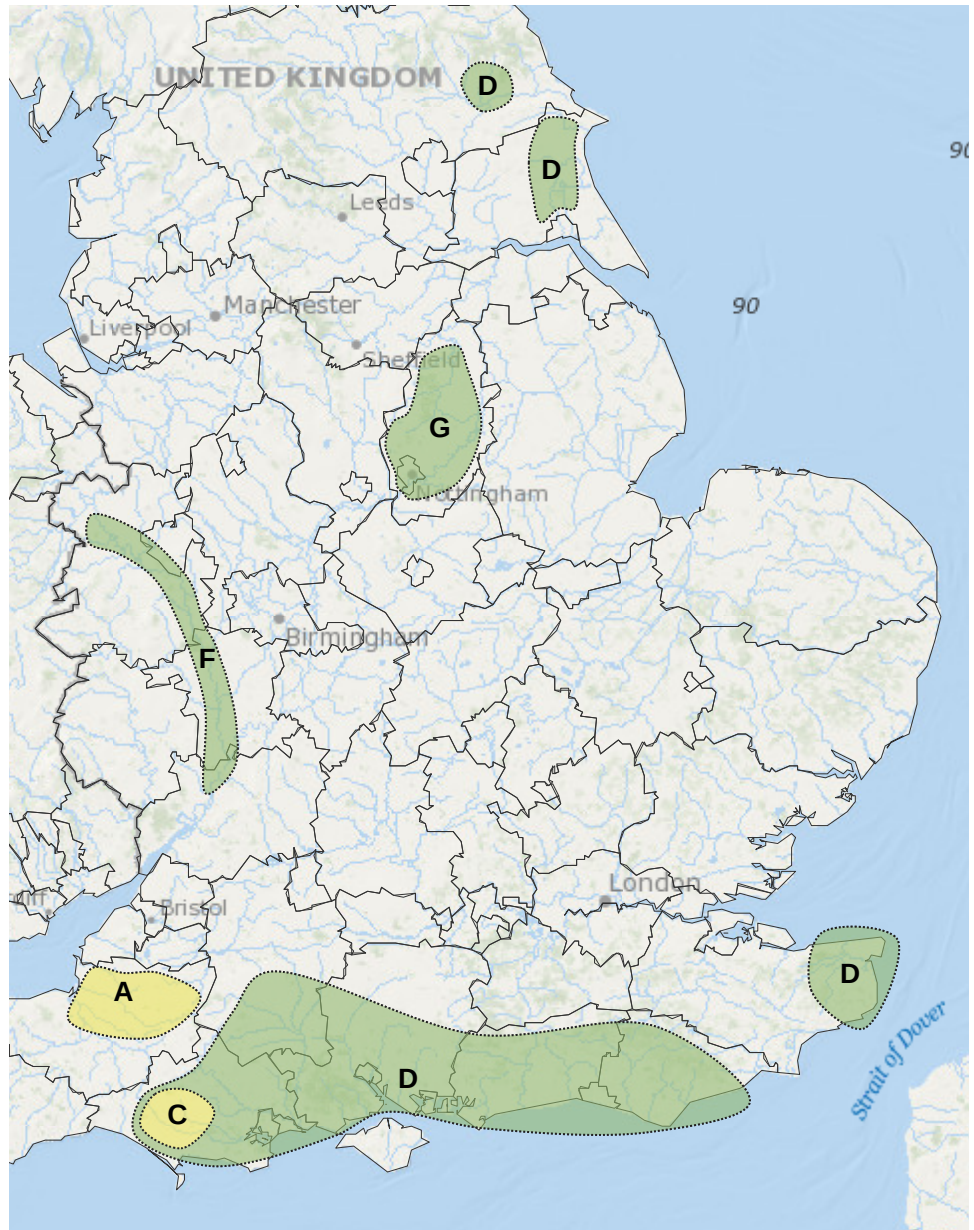 UNITED KINGDOM
D
D
90
Leeds
90
Manchester
Liverpool
Sheffield
G
Nottingham
Birmingham
F
London
Bristol
A
D
Strait of Dover
D
C